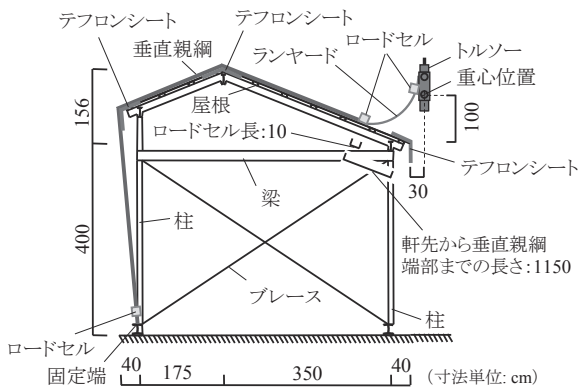 テフロンシート
垂直親綱
テフロンシート
ランヤード
ロードセル
トルソー
重心位置
屋根
ロードセル長:10
156
100
テフロンシート
30
梁
柱
400
軒先から垂直親綱
端部までの長さ:1150
ブレース
柱
ロードセル
固定端
40
175
350
40
(寸法単位: cm)